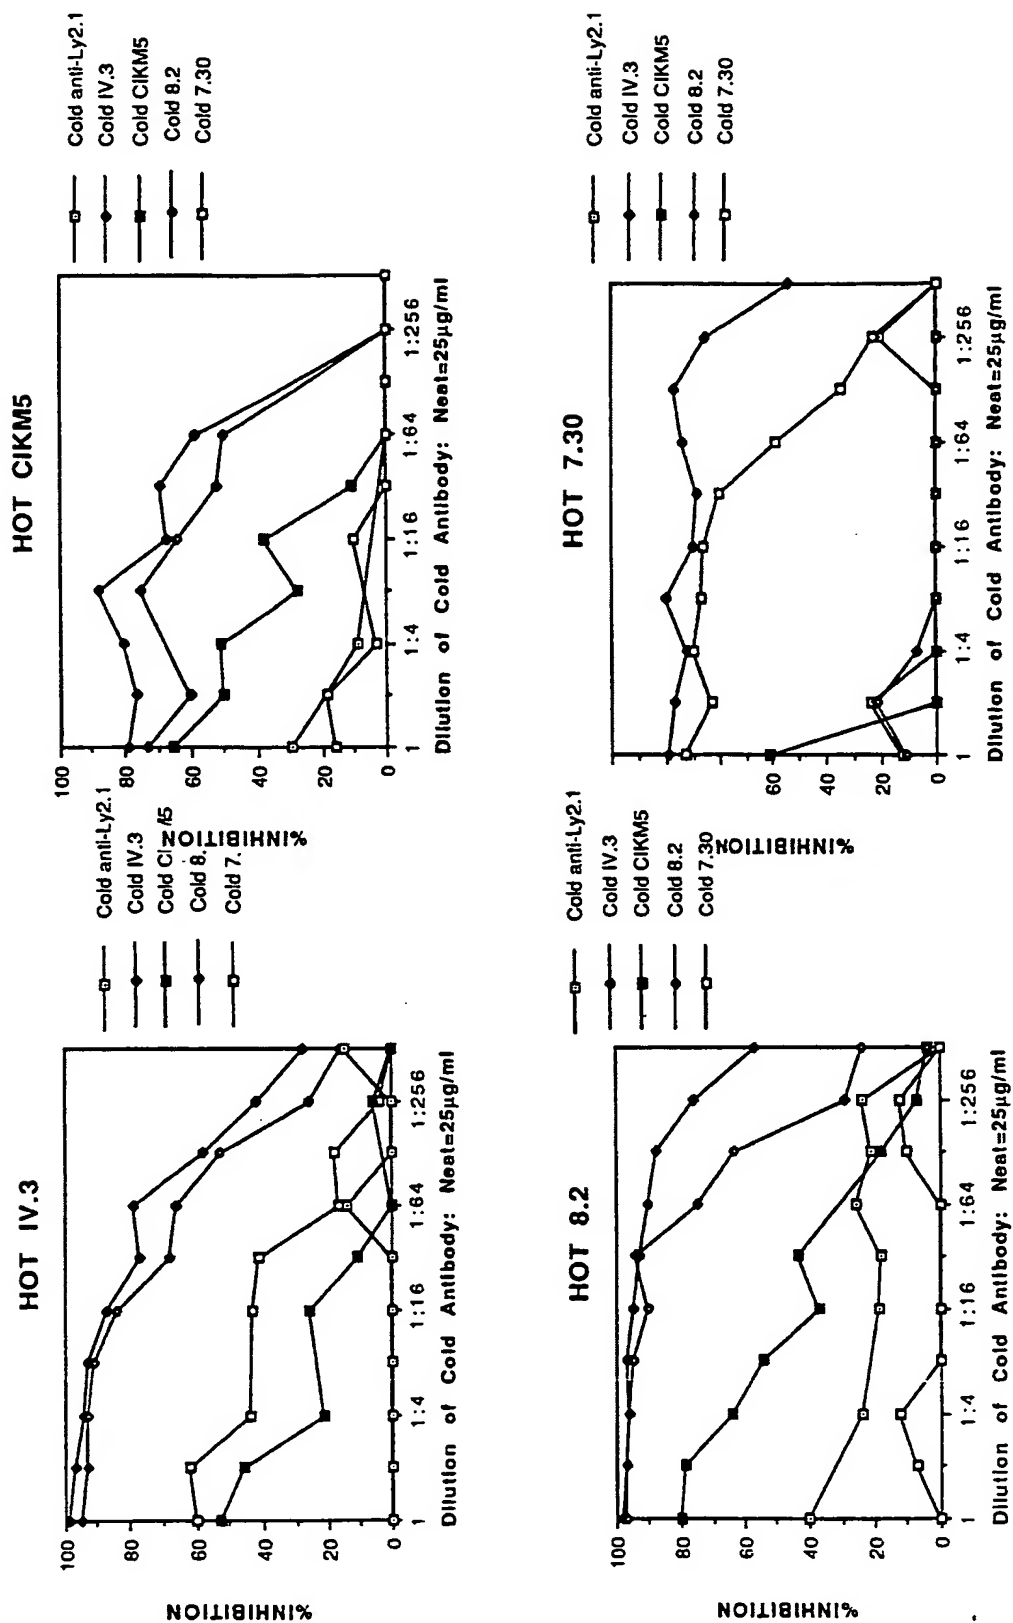 HOT IV.3
%INHIBITION
100
80
60
40
20
0
1
1:4
1:16
1:64
1:256
Dilution of Cold Antibody: Neat=25µg/ml
Cold anti-Ly2.1
Cold IV.3
Cold
Cold 8.
Cold 7.
HOT CIKM5
%INHIBITION
100
80
60
40
20
0
1
1:4
1:16
1:64
1:256
Dilution of Cold Antibody: Neat=25µg/ml
Cold anti-Ly2.1
Cold IV.3
Cold CIKM5
Cold 8.2
Cold 7.30
HOT 8.2
%INHIBITION
100
80
60
40
20
0
1
1:4
1:16
1:64
1:256
Dilution of Cold Antibody: Neat=25µg/ml
Cold anti-Ly2.1
Cold IV.3
Cold CIKM5
Cold 8.2
Cold 7.30
HOT 7.30
%INHIBITION
60
40
20
0
1
1:4
1:16
1:64
1:256
Dilution of Cold Antibody: Neat=25µg/ml
Cold anti-Ly2.1
Cold IV.3
Cold CIKM5
Cold 8.2
Cold 7.30